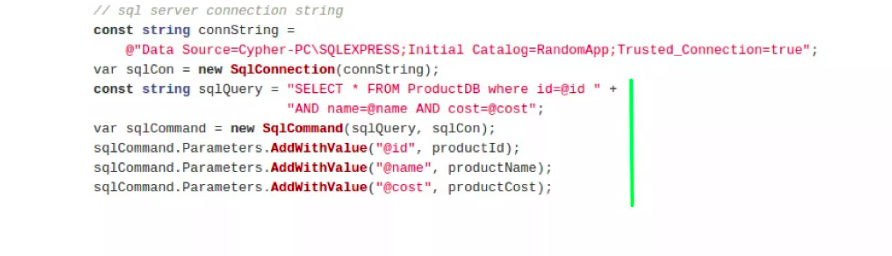 // sql server connection string
const string connString =
@"Data Source=Cypher-PC\SQLEXPRESS;Initial Catalog=RandomApp;Trusted_Connection=true";
var sqlCon = new SqlConnection(connString);
const string sqlQuery = "SELECT * FROM ProductDB where id=@id " +
"AND name=@name AND cost=@cost";
var sqlCommand = new SqlCommand(sqlQuery, sqlCon);
sqlCommand.Parameters.AddWithValue("@id", productId);
sqlCommand.Parameters.AddWithValue("@name", productName);
sqlCommand.Parameters.AddWithValue("@cost", productCost);